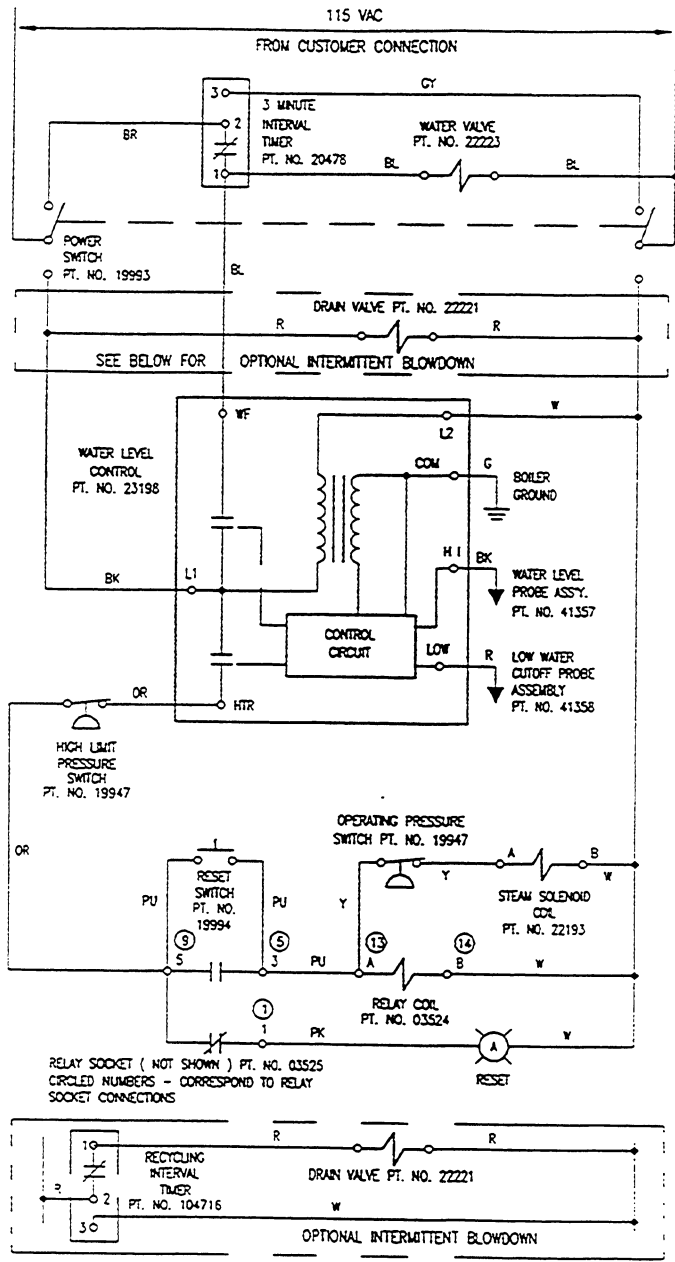 115 VAC
FROM CUSTOMER CONNECTION
3
GY
3 MINUTE
INTERVAL
TIMER
PT. NO. 20478
2
BR
1
WATER VALVE
PT. NO. 22223
BL
BL
POWER
SWITCH
PT. NO. 19993
BL
DRAIN VALVE PT. NO. 22221
R
R
SEE BELOW FOR OPTIONAL INTERMITTENT BLOWDOWN
WF
W
L2
WATER LEVEL
CONTROL
PT. NO. 23198
COM
G
BOILER
GROUND
BK
L1
H I
BK
WATER LEVEL
PROBE ASS'Y.
PT. NO. 41357
CONTROL
CIRCUIT
LOW
R
LOW WATER
CUTOFF PROBE
ASSEMBLY
PT. NO. 41358
OR
HTR
HIGH LIMIT
PRESSURE
SWITCH
PT. NO. 19947
OPERATING PRESSURE
SWITCH PT. NO. 19947
OR
RESET
SWITCH
PT. NO.
19994
PU
PU
Y
Y
A
B
W
STEAM SOLENOID
COIL
PT. NO. 22193
9
5
5
3
PU
13
A
14
B
W
RELAY COIL
PT. NO. 03524
1
1
PK
A
W
RESET
RELAY SOCKET ( NOT SHOWN ) PT. NO. 03525
CIRCLED NUMBERS - CORRESPOND TO RELAY
SOCKET CONNECTIONS
1
R
R
RECYCLING
INTERVAL
TIMER
PT. NO. 104716
DRAIN VALVE PT. NO. 22221
R
2
W
3
OPTIONAL INTERMITTENT BLOWDOWN